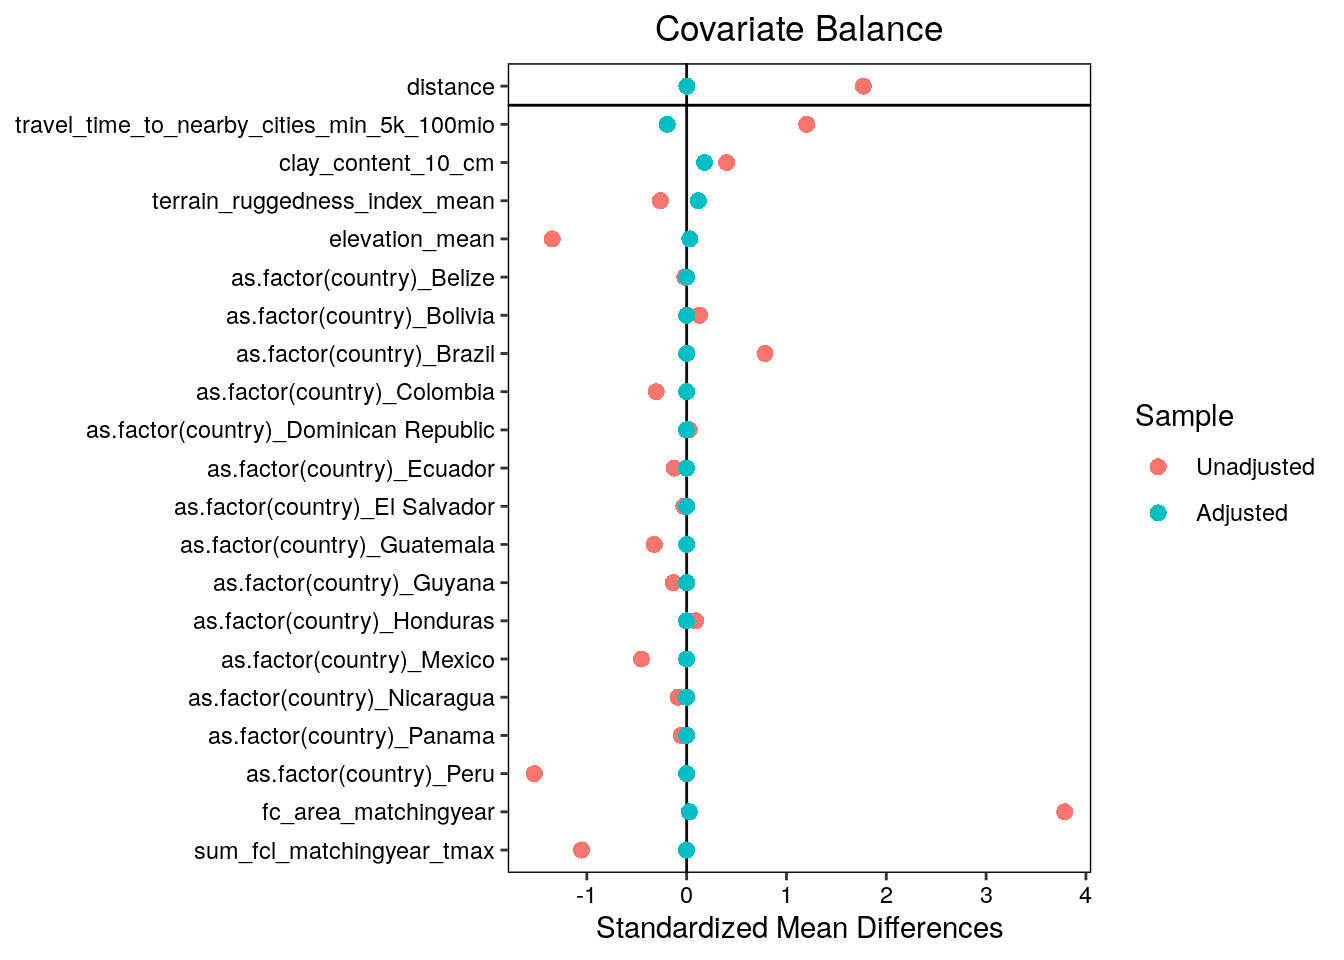 Covariate Balance
distance
travel_time_to_nearby_cities_min_5k_100mio
clay_content_10_cm
terrain_ruggedness_index_mean
elevation_mean
as.factor(country)_Belize
as.factor(country)_Bolivia
as.factor(country)_Brazil
as.factor(country)_Colombia
as.factor(country)_Dominican Republic
as.factor(country)_Ecuador
as.factor(country)_El Salvador
as.factor(country)_Guatemala
as.factor(country)_Guyana
as.factor(country)_Honduras
as.factor(country)_Mexico
as.factor(country)_Nicaragua
as.factor(country)_Panama
as.factor(country)_Peru
fc_area_matchingyear
sum_fcl_matchingyear_tmax
-1 0 1 2 3 4
Standardized Mean Differences
Sample
Unadjusted
Adjusted